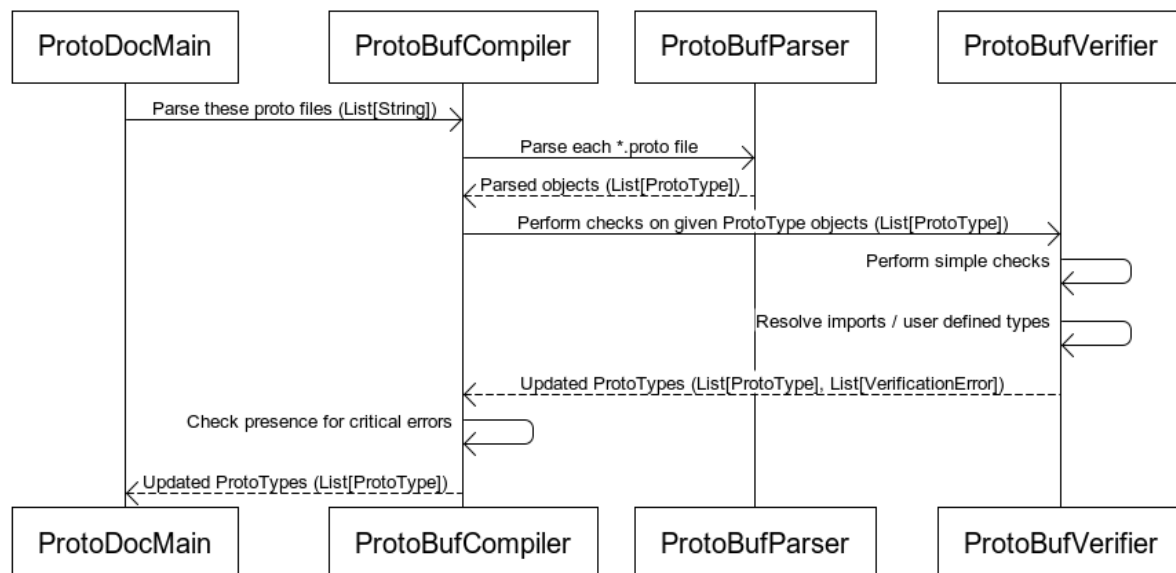 ProtoDocMain
ProtoBufCompiler
ProtoBufParser
ProtoBufVerifier
Parse these proto files (List[String])
Parse each *.proto file
Parsed objects (List[ProtoType])
Perform checks on given ProtoType objects (List[ProtoType])
Perform simple checks
Resolve imports / user defined types
Updated ProtoTypes (List[ProtoType], List[VerificationError])
Check presence for critical errors
Updated ProtoTypes (List[ProtoType])
ProtoDocMain
ProtoBufCompiler
ProtoBufParser
ProtoBufVerifier